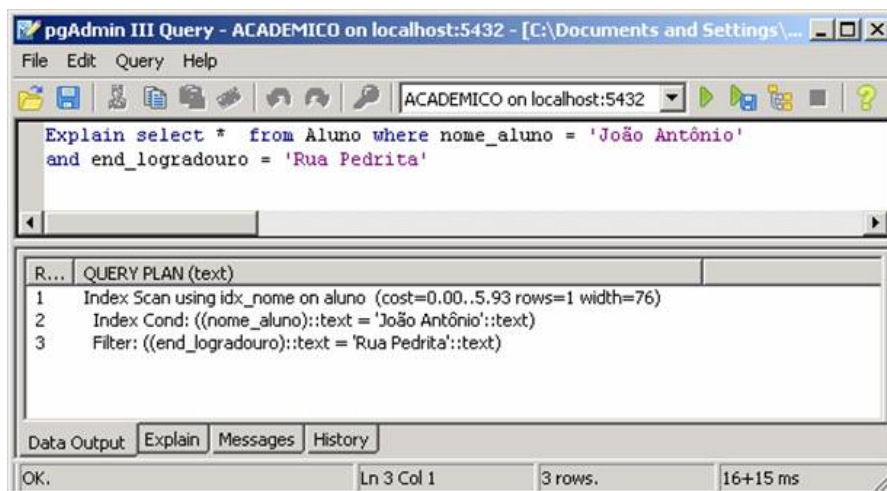 pgAdmin III Query - ACADEMICO on localhost:5432 - [C:\Documents and Settings\...
File Edit Query Help
ACADEMICO on localhost:5432
Explain select * from Aluno where nome_aluno = 'João Antônio'
and end_logradouro = 'Rua Pedrita'
R... QUERY PLAN (text)
1 Index Scan using idx_nome on aluno (cost=0.00..5.93 rows=1 width=76)
2 Index Cond: ((nome_aluno)::text = 'João Antônio'::text)
3 Filter: ((end_logradouro)::text = 'Rua Pedrita'::text)
Data Output Explain Messages History
OK. Ln 3 Col 1 3 rows. 16+15 ms